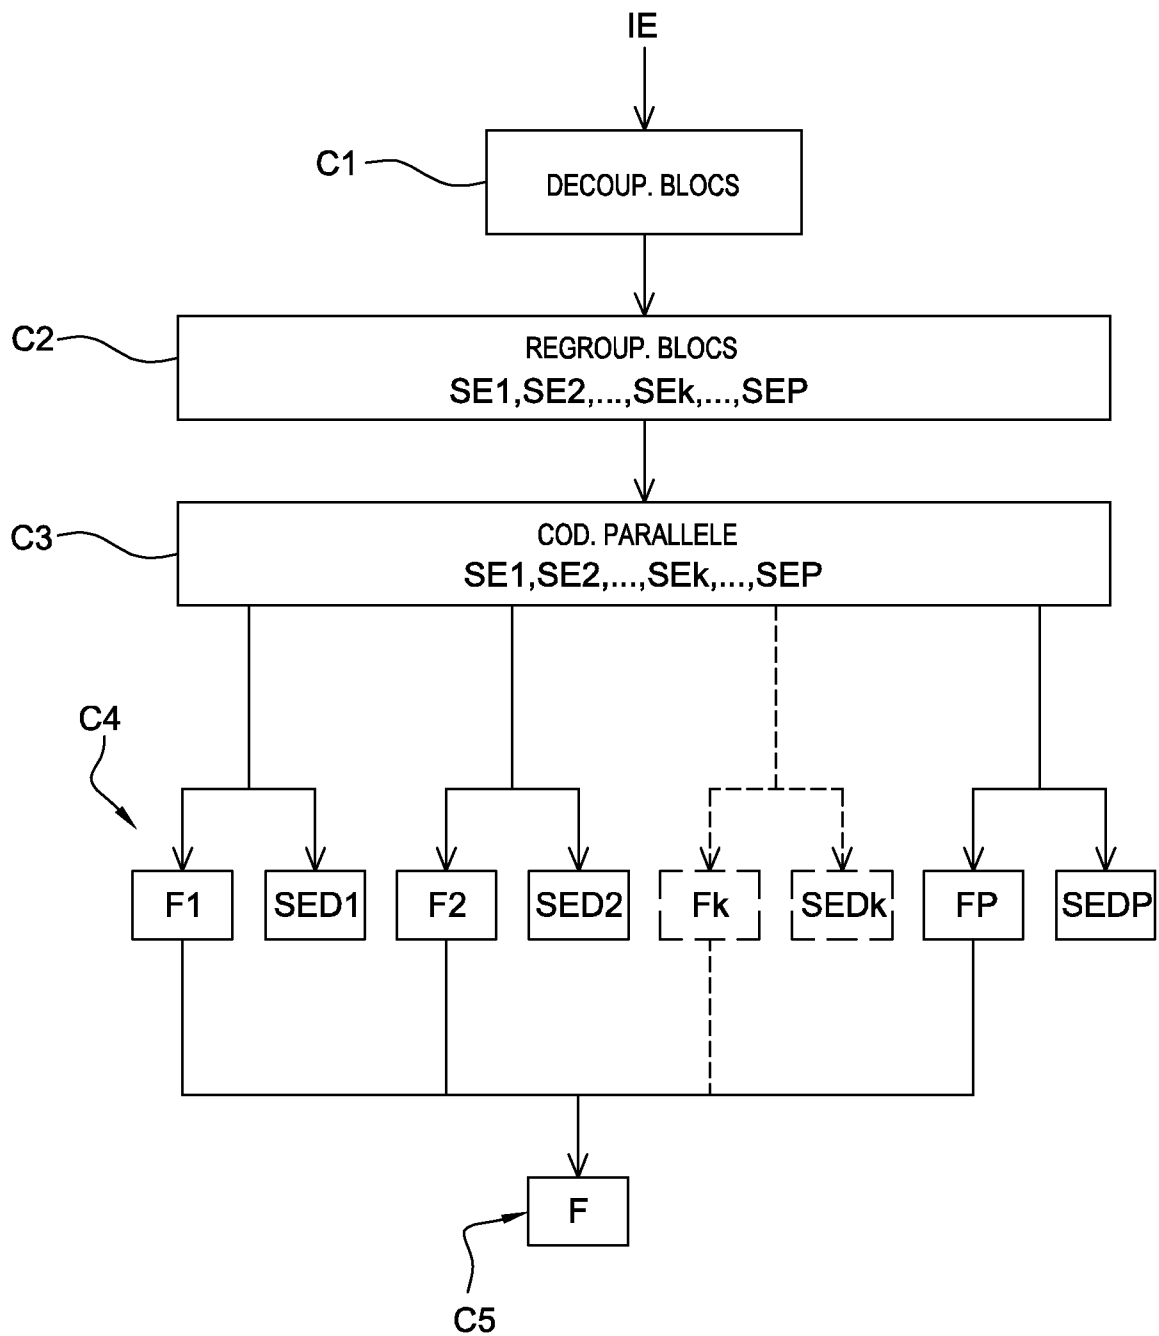 IE
C1
DECOUP. BLOCS
C2
REGROUP. BLOCS
SE1,SE2,...,SEk,...,SEP
C3
COD. PARALLELE
SE1,SE2,...,SEk,...,SEP
C4
F1 SED1 F2 SED2 Fk SEDk FP SEDP
F
C5